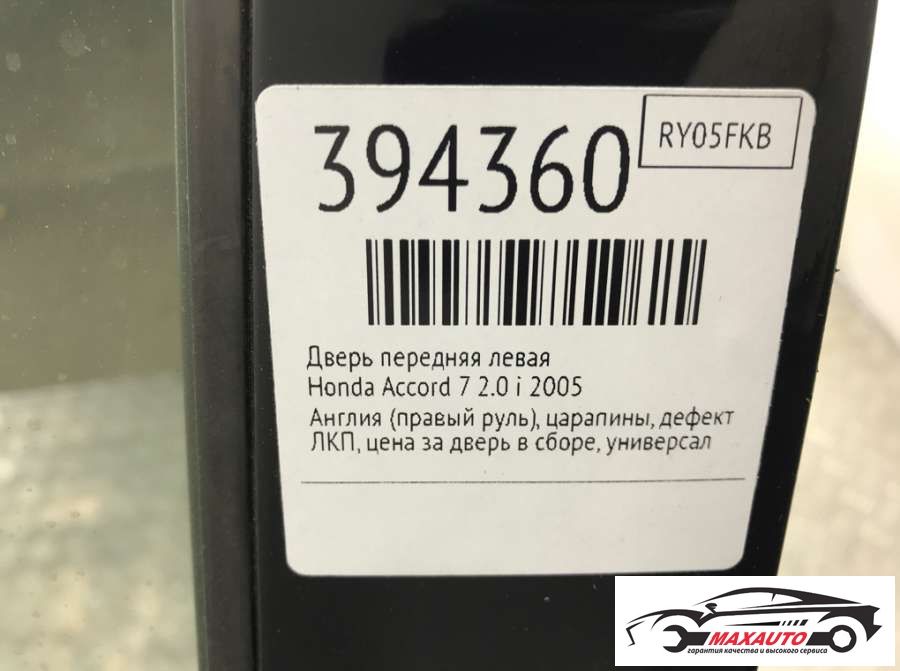 394360
RY05FKB
Дверь передняя левая
Honda Accord 7 2.0 i 2005
Англия (правый руль), царапины, дефект
ЛКП, цена за дверь в сборе, универсал
MAXAUTO
гарантия качества и высокого сервиса